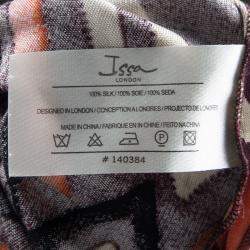 Issa
LONDON
100% SILK / 100% SOIE / 100% SEDA
DESIGNED IN LONDON / CONCEPTION A LONDRES / PROJECTO DE LONDRES
MADE IN CHINA / FABRIQUE EN IN CHINE / FEITO NA CHINA
# 140384